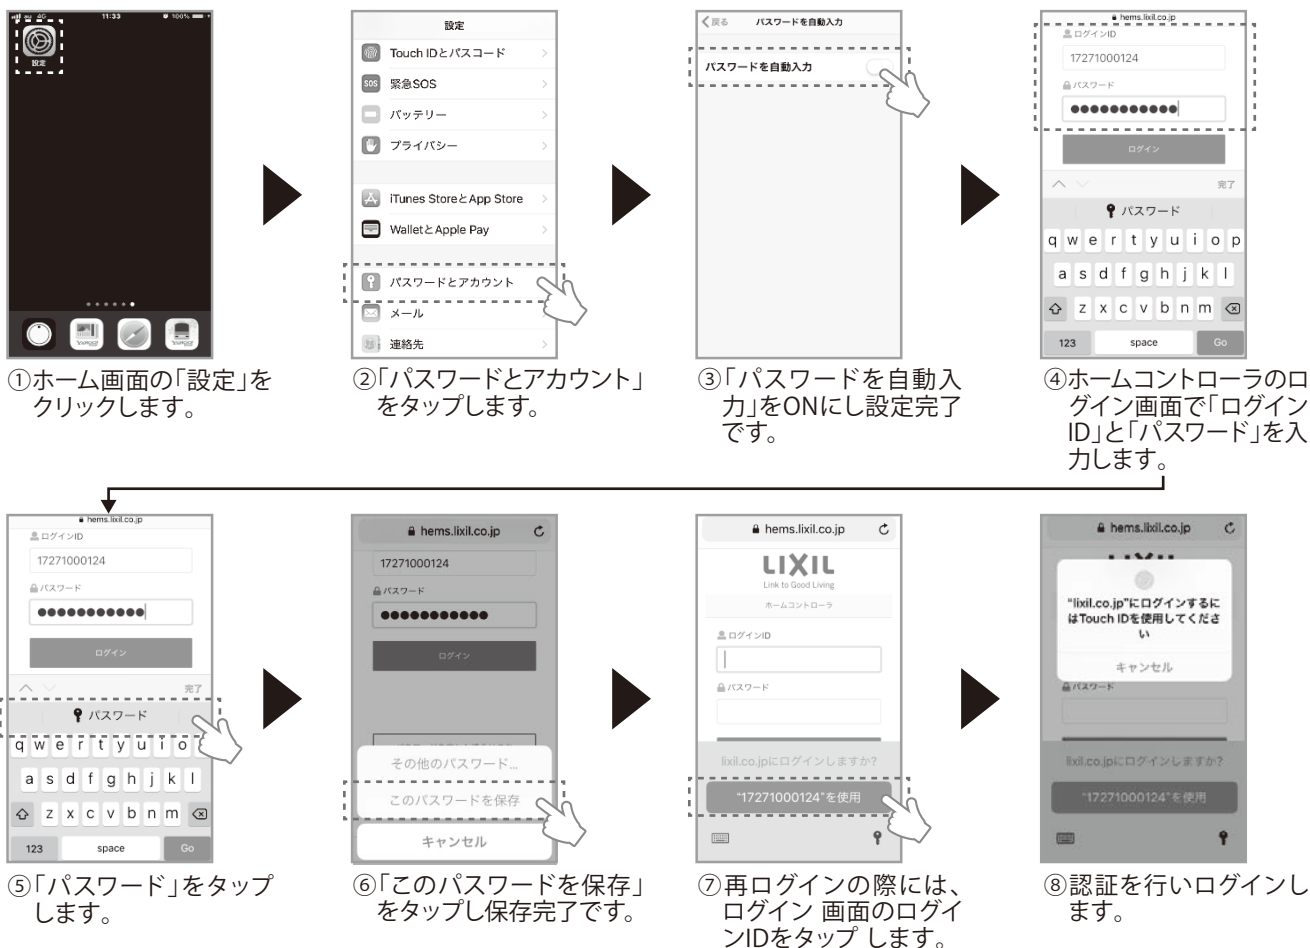 au 4G 11:33 100%
設定
①ホーム画面の「設定」を
クリックします。
設定
Touch IDとパスコード
SOS 緊急SOS
バッテリー
プライバシー
iTunes StoreとApp Store
WalletとApple Pay
パスワードとアカウント
メール
連絡先
②「パスワードとアカウント」
をタップします。
戻る パスワードを自動入力
パスワードを自動入力
③「パスワードを自動入
力」をONにし設定完了
です。
hems.lixil.co.jp
ログインID
17271000124
パスワード
●●●●●●●●●●●
ログイン
完了
パスワード
q w e r t y u i o p
a s d f g h j k l
z x c v b n m
123 space Go
④ホームコントローラのロ
グイン画面で「ログイン
ID」と「パスワード」を入
力します。
hems.lixil.co.jp
ログインID
17271000124
パスワード
●●●●●●●●●●●
ログイン
完了
パスワード
q w e r t y u i o
a s d f g h j k l
z x c v b n m
123 space Go
⑤「パスワード」をタップ
します。
hems.lixil.co.jp
17271000124
パスワード
●●●●●●●●●●●
ログイン
その他のパスワード...
このパスワードを保存
キャンセル
⑥「このパスワードを保存」
をタップし保存完了です。
hems.lixil.co.jp
LIXIL
Link to Good Living
ホームコントローラ
ログインID
パスワード
lixil.co.jpにログインしますか?
"17271000124"を使用
⑦再ログインの際には、
ログイン 画面のログイ
ンIDをタップ します。
hems.lixil.co.jp
"lixil.co.jp"にログインするに
はTouch IDを使用してくださ
い
キャンセル
パスワード
lixil.co.jpにログインしますか?
"17271000124"を使用
⑧認証を行いログインし
ます。